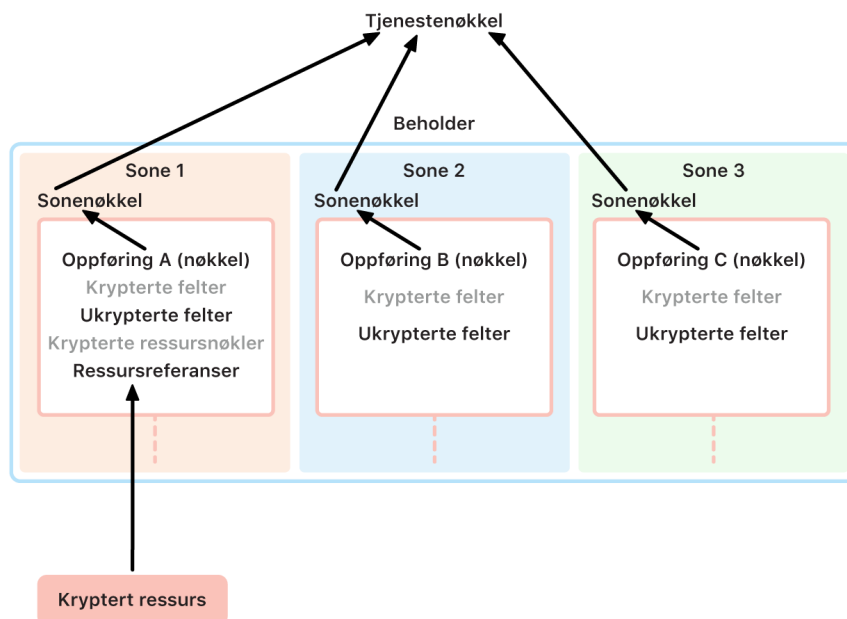 Tjenestenøkkel
Beholder
Sone 1
Sonenøkkel
Oppføring A (nøkkel)
Krypterte felter
Ukrypterte felter
Krypterte ressursnøkler
Ressursreferanser
Sone 2
Sonenøkkel
Oppføring B (nøkkel)
Krypterte felter
Ukrypterte felter
Sone 3
Sonenøkkel
Oppføring C (nøkkel)
Krypterte felter
Ukrypterte felter
Kryptert ressurs